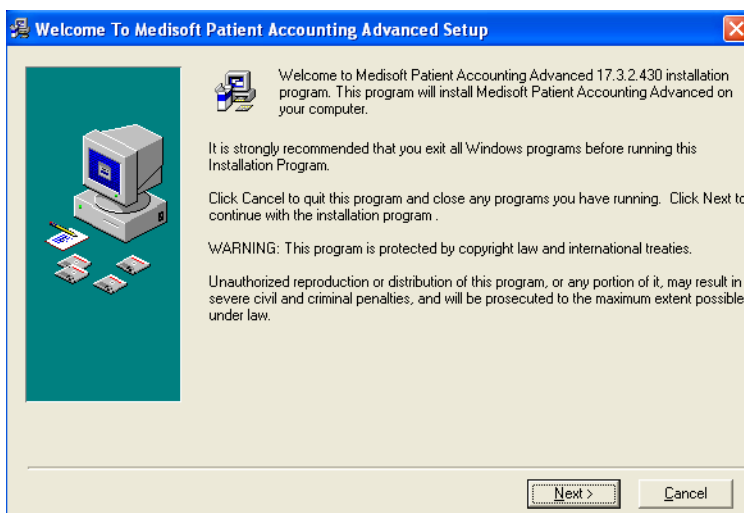 Welcome To Medisoft Patient Accounting Advanced Setup
Welcome to Medisoft Patient Accounting Advanced 17.3.2.430 installation
program. This program will install Medisoft Patient Accounting Advanced on
your computer.
It is strongly recommended that you exit all Windows programs before running this
Installation Program.
Click Cancel to quit this program and close any programs you have running. Click Next to
continue with the installation program .
WARNING: This program is protected by copyright law and international treaties.
Unauthorized reproduction or distribution of this program, or any portion of it, may result in
severe civil and criminal penalties, and will be prosecuted to the maximum extent possible
under law.
Next >
Cancel